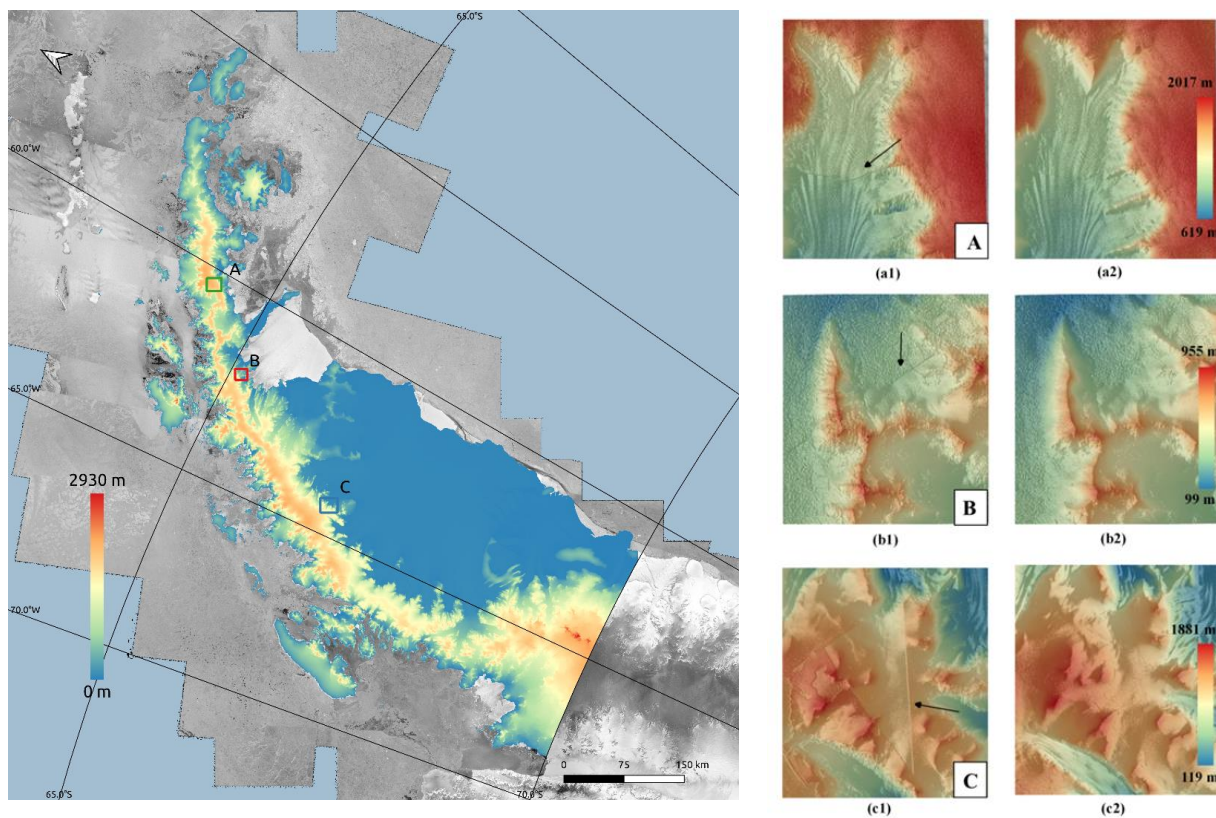 65.0°S
60.0°W
A
B
65.0°W
2930 m
C
0 m
70.0°W
0 75 150 km
65.0°S
70.0°S
2017 m
A
619 m
(a1) (a2)
955 m
B
99 m
(b1) (b2)
1881 m
C
119 m
(c1) (c2)